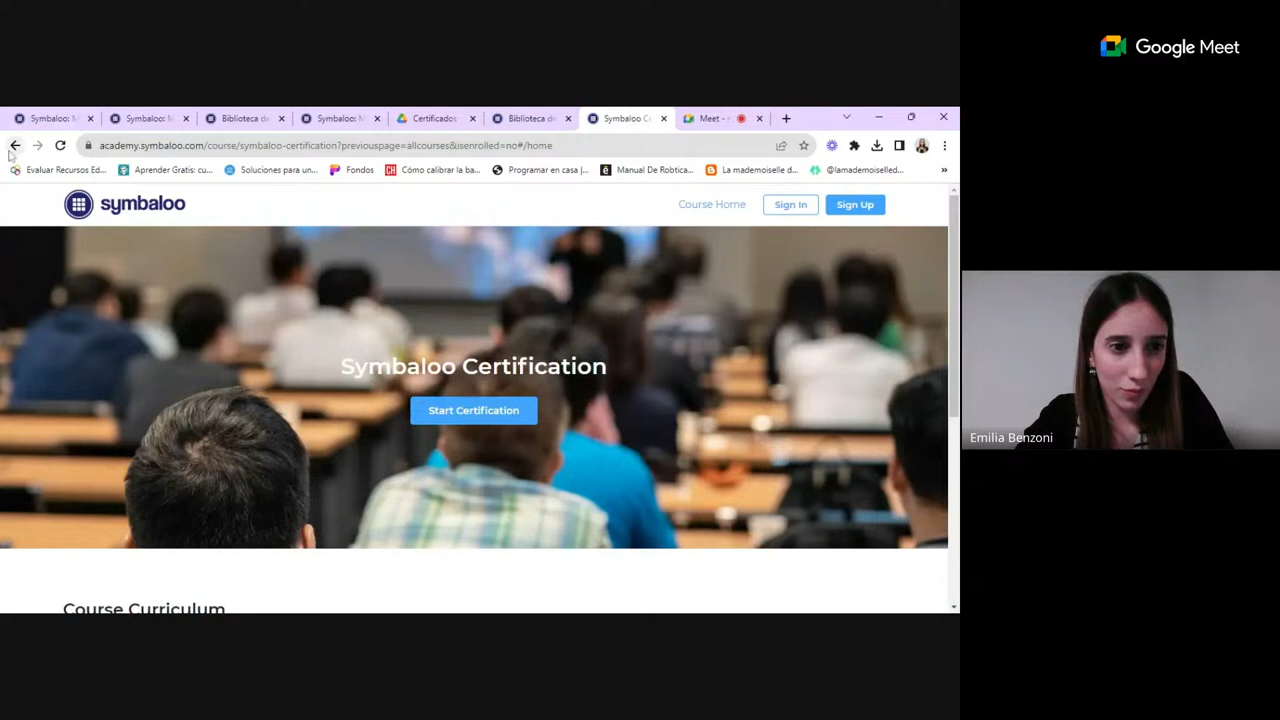 Google Meet
Symbaloo: M
Symbaloo: M
Biblioteca de
Symbaloo: M
Certificados
Biblioteca de
Symbaloo Ce
Meet -
academy.symbaloo.com/course/symbaloo-certification?previouspage=allcourses&isenrolled=no#/home
Evaluar Recursos Ed...
Aprender Gratis: cu...
Soluciones para un...
Fondos
CH
Cómo calibrar la ba...
Programar en casa |...
Manual De Robotica...
La mademoiselle d...
@lamademoiselled...
symbaloo
Course Home
Sign In
Sign Up
Symbaloo Certification
Start Certification
Emilia Benzoni
Course Curriculum